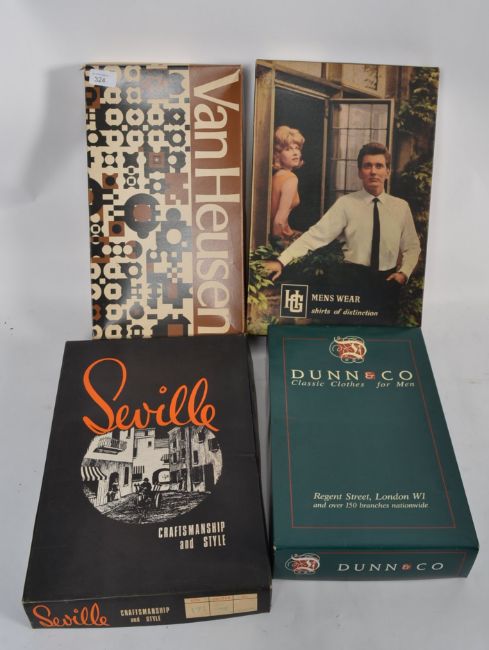 324
Van Heusen
HG
MENS WEAR
shirts of distinction
Seville
CRAFTSMANSHIP
and STYLE
Seville
CRAFTSMANSHIP
and STYLE
DUNN & CO
Classic Clothes for Men
Regent Street, London W1
and over 150 branches nationwide
DUNN & CO